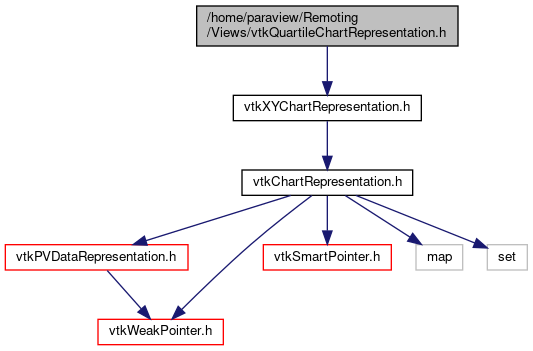 /home/paraview/Remoting
/Views/vtkQuartileChartRepresentation.h
vtkXYChartRepresentation.h
vtkChartRepresentation.h
vtkPVDataRepresentation.h
vtkSmartPointer.h
map
set
vtkWeakPointer.h